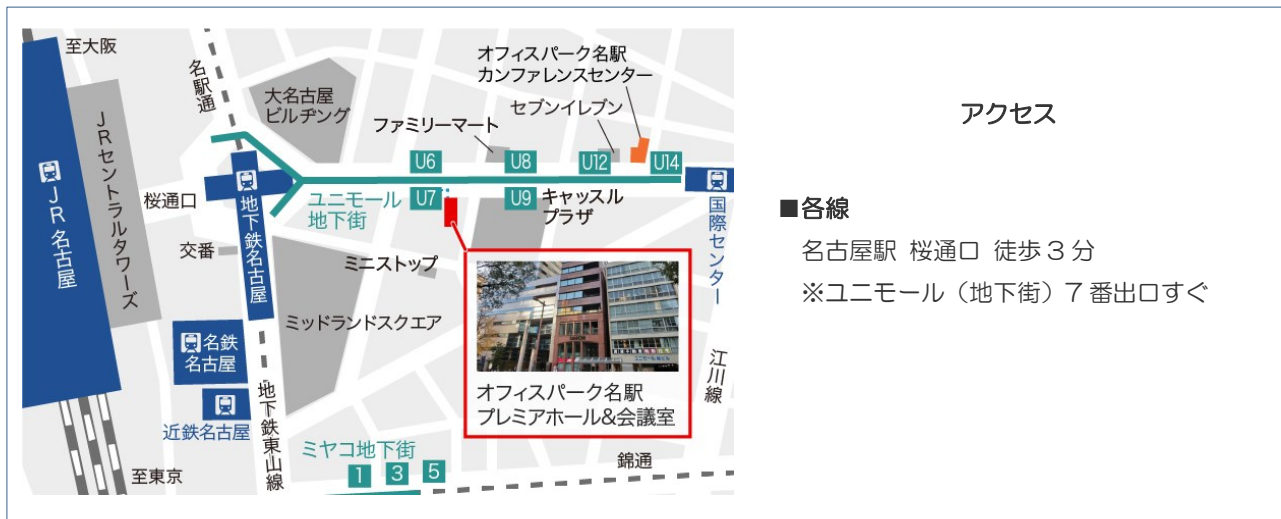 至大阪
名駅通
大名古屋
ビルヂング
オフィスパーク名駅
カンファレンスセンター
セブンイレブン
ファミリーマート
JRセントラルタワーズ
JR名古屋
桜通口
地下鉄名古屋
交番
ユニモール
地下街
U6
U8
U12
U14
U7
U9
キャッスル
プラザ
国際センター
ミニストップ
ミッドランドスクエア
名鉄
名古屋
近鉄名古屋
地下鉄東山線
江川線
オフィスパーク名駅
プレミアホール&会議室
ミヤコ地下街
1
3
5
錦通
至東京
アクセス
■各線
名古屋駅 桜通口 徒歩3分
※ユニモール（地下街）7番出口すぐ